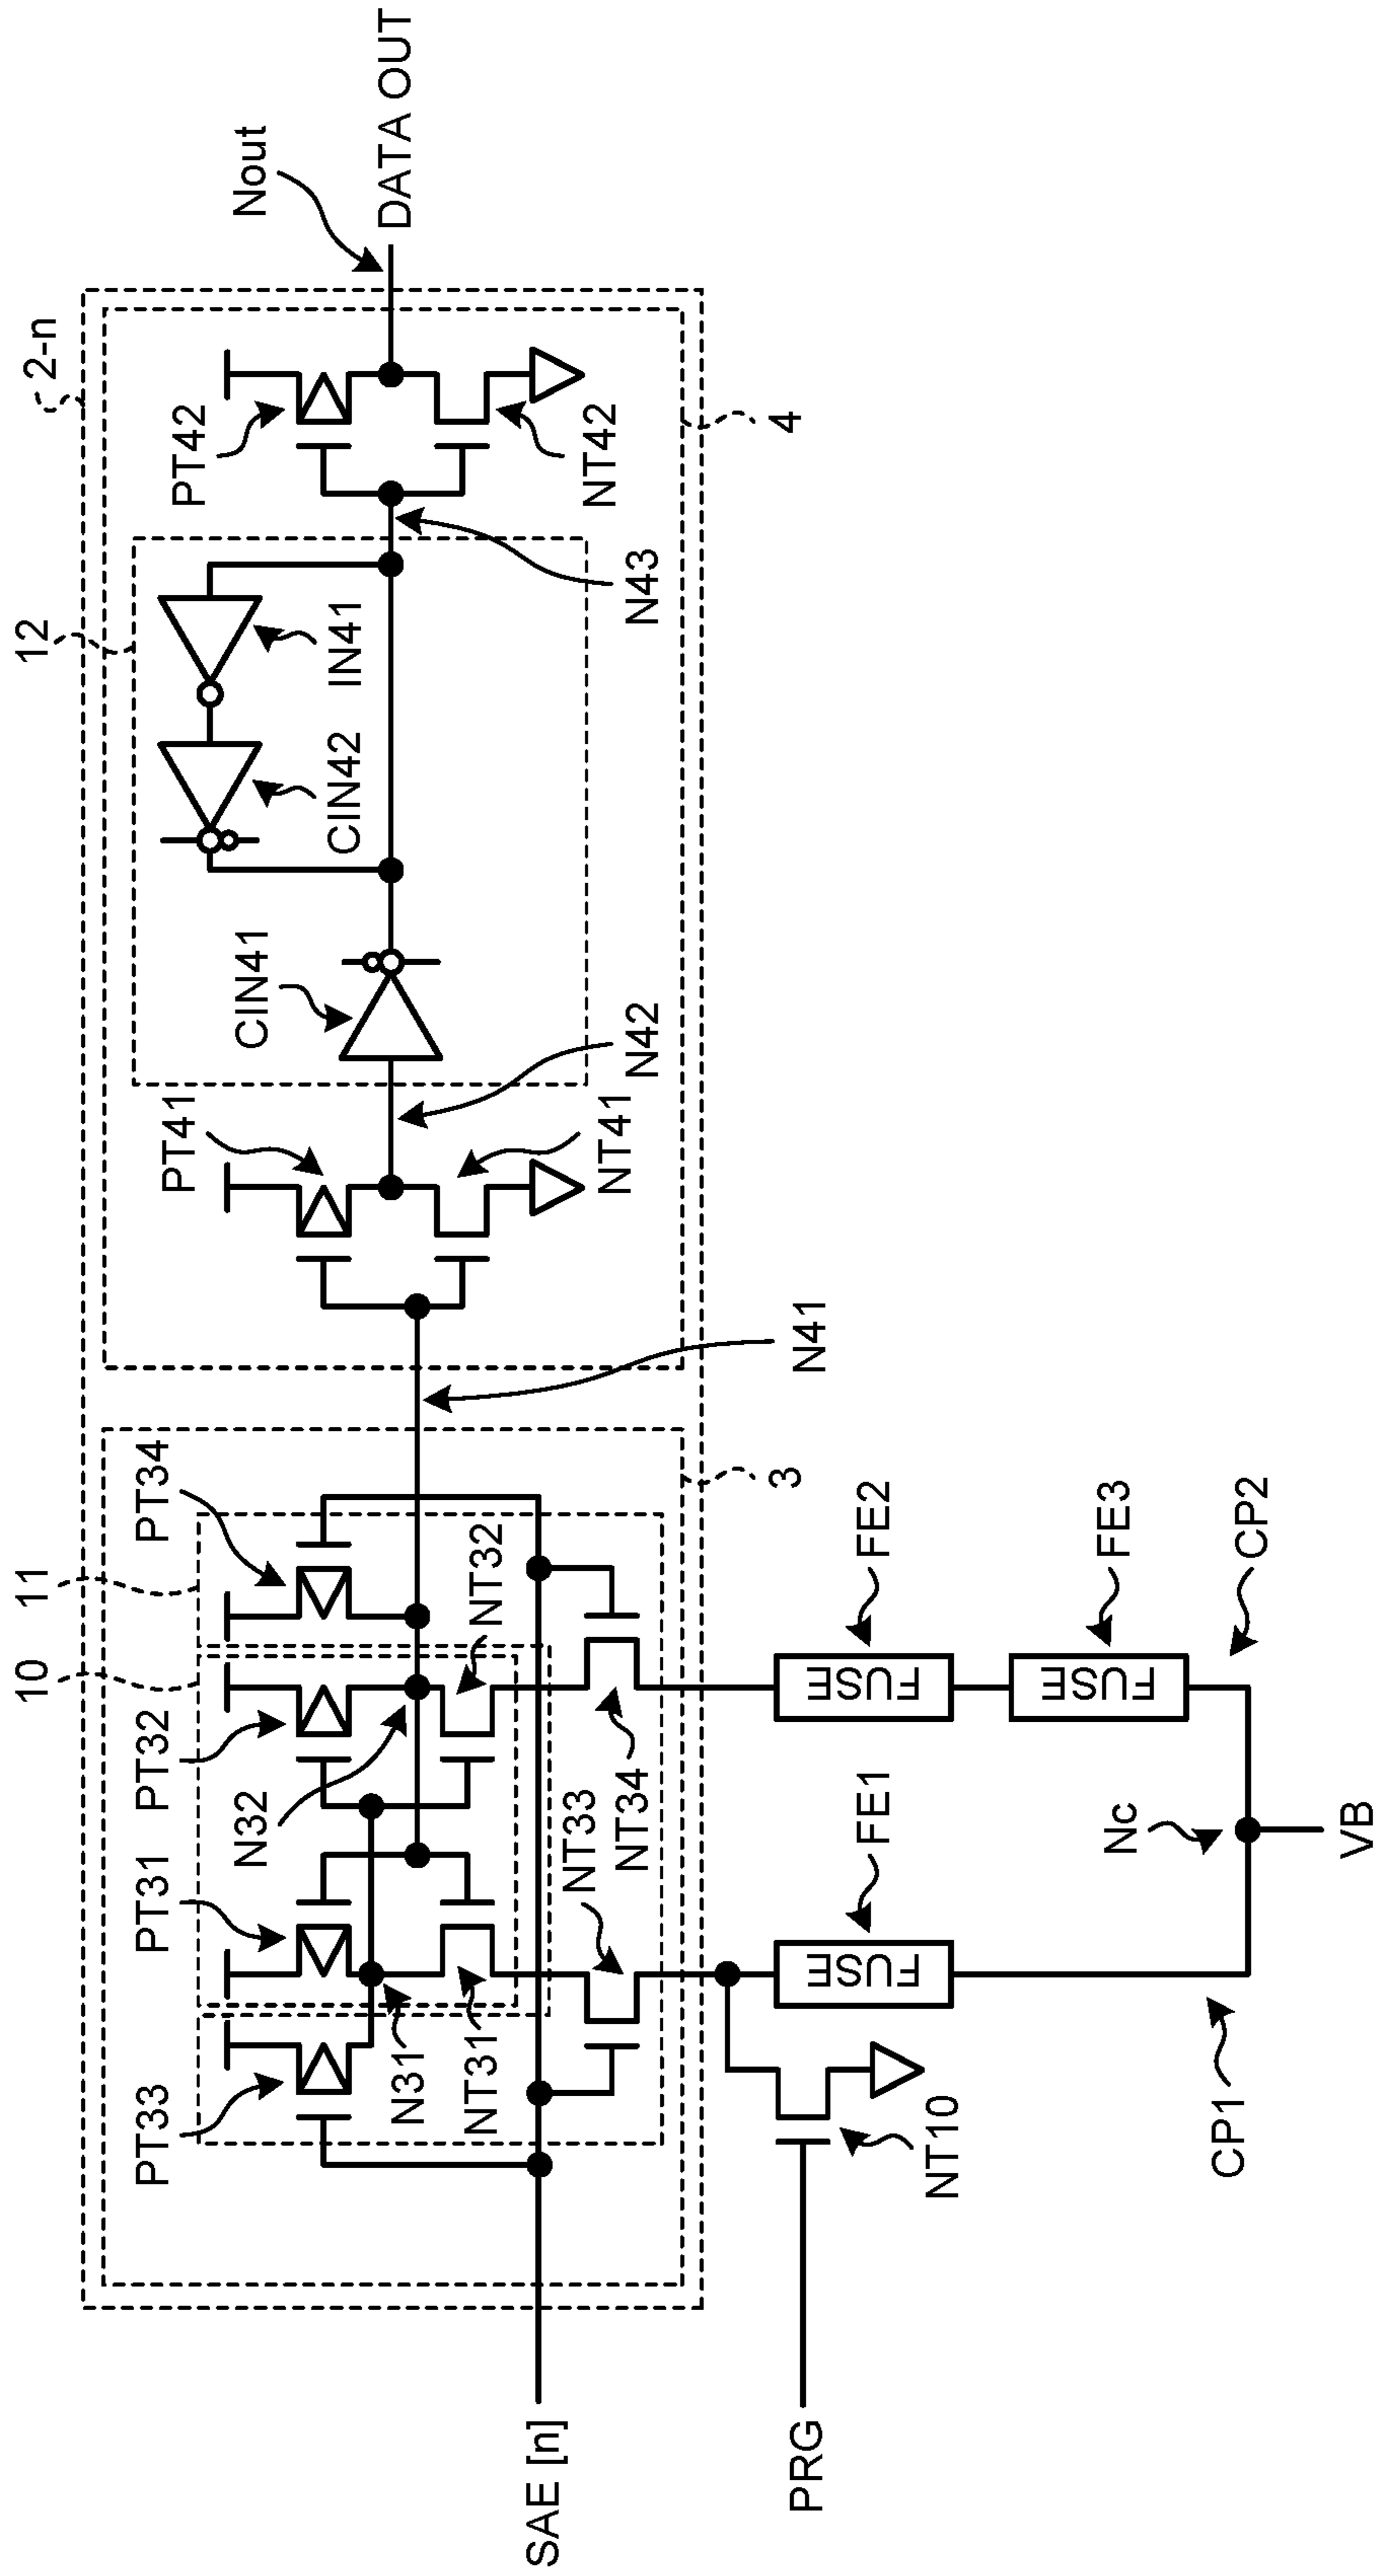 2-n
12
11
10
PT33
PT31
PT32
PT34
PT41
CIN41
CIN42
IN41
PT42
Nout
DATA OUT
N31
NT31
N32
NT32
NT33
NT34
3
N41
NT41
N42
N43
NT42
4
SAE [n]
PRG
NT10
FUSE
FE1
FUSE
FE2
FUSE
FE3
CP1
Nc
VB
CP2